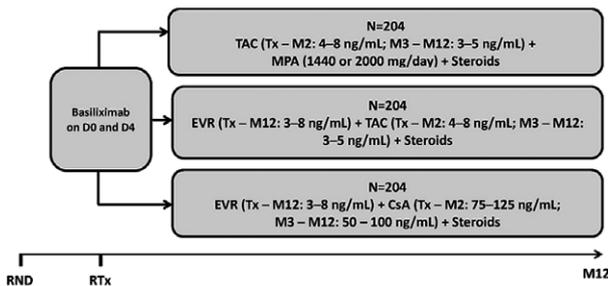 N=204
TAC (Tx – M2: 4–8 ng/mL; M3 – M12: 3–5 ng/mL) +
MPA (1440 or 2000 mg/day) + Steroids
Basiliximab
on D0 and D4
N=204
EVR (Tx – M12: 3–8 ng/mL) + TAC (Tx – M2: 4–8 ng/mL; M3 – M12:
3–5 ng/mL) + Steroids
N=204
EVR (Tx – M12: 3–8 ng/mL) + CsA (Tx – M2: 75–125 ng/mL;
M3 – M12: 50 – 100 ng/mL) + Steroids
RND RTx M12